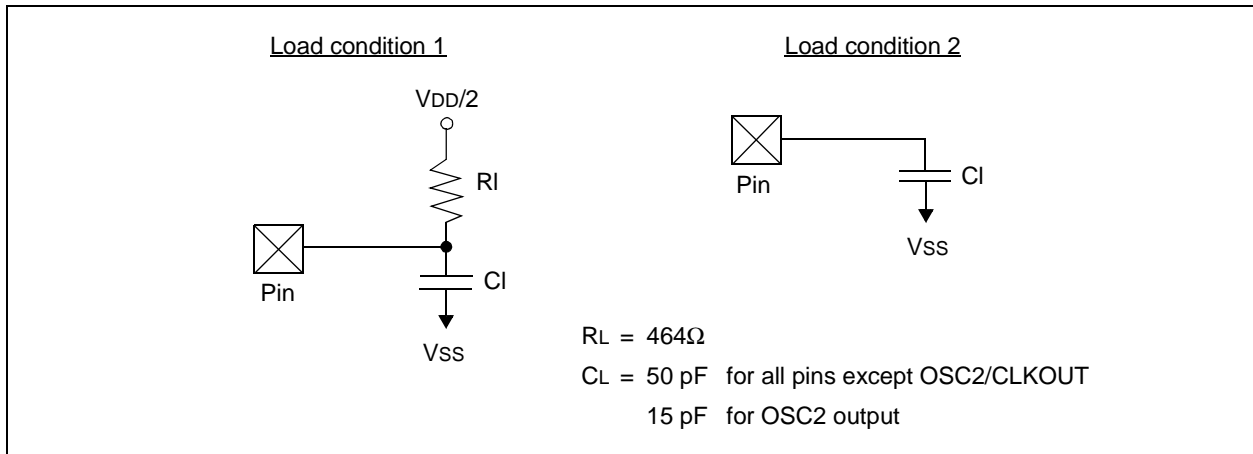 Load condition 1
VDD/2
Rl
Pin
Cl
VSS
Load condition 2
Pin
Cl
VSS
RL = 464Ω
CL = 50 pF for all pins except OSC2/CLKOUT
15 pF for OSC2 output